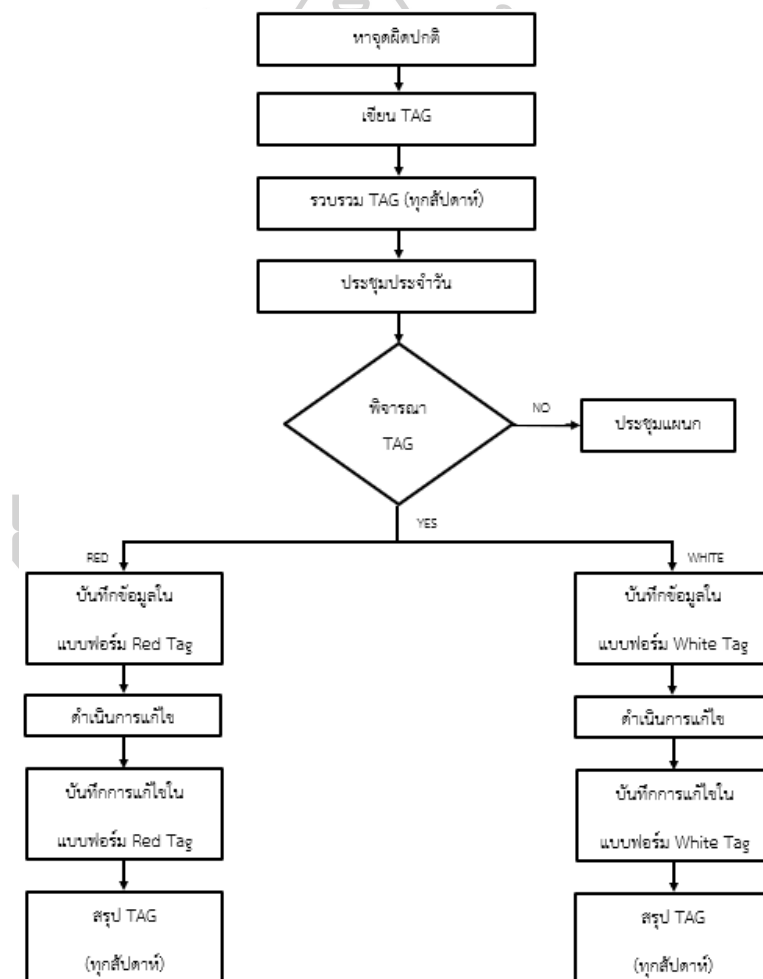 หาจุดผิดปกติ
เขียน TAG
รวบรวม TAG (ทุกสัปดาห์)
ประชุมประจำวัน
พิจารณา
TAG
NO
ประชุมแผนก
YES
RED
บันทึกข้อมูลใน
แบบฟอร์ม Red Tag
ดำเนินการแก้ไข
บันทึกการแก้ไขใน
แบบฟอร์ม Red Tag
สรุป TAG
(ทุกสัปดาห์)
WHITE
บันทึกข้อมูลใน
แบบฟอร์ม White Tag
ดำเนินการแก้ไข
บันทึกการแก้ไขใน
แบบฟอร์ม White Tag
สรุป TAG
(ทุกสัปดาห์)